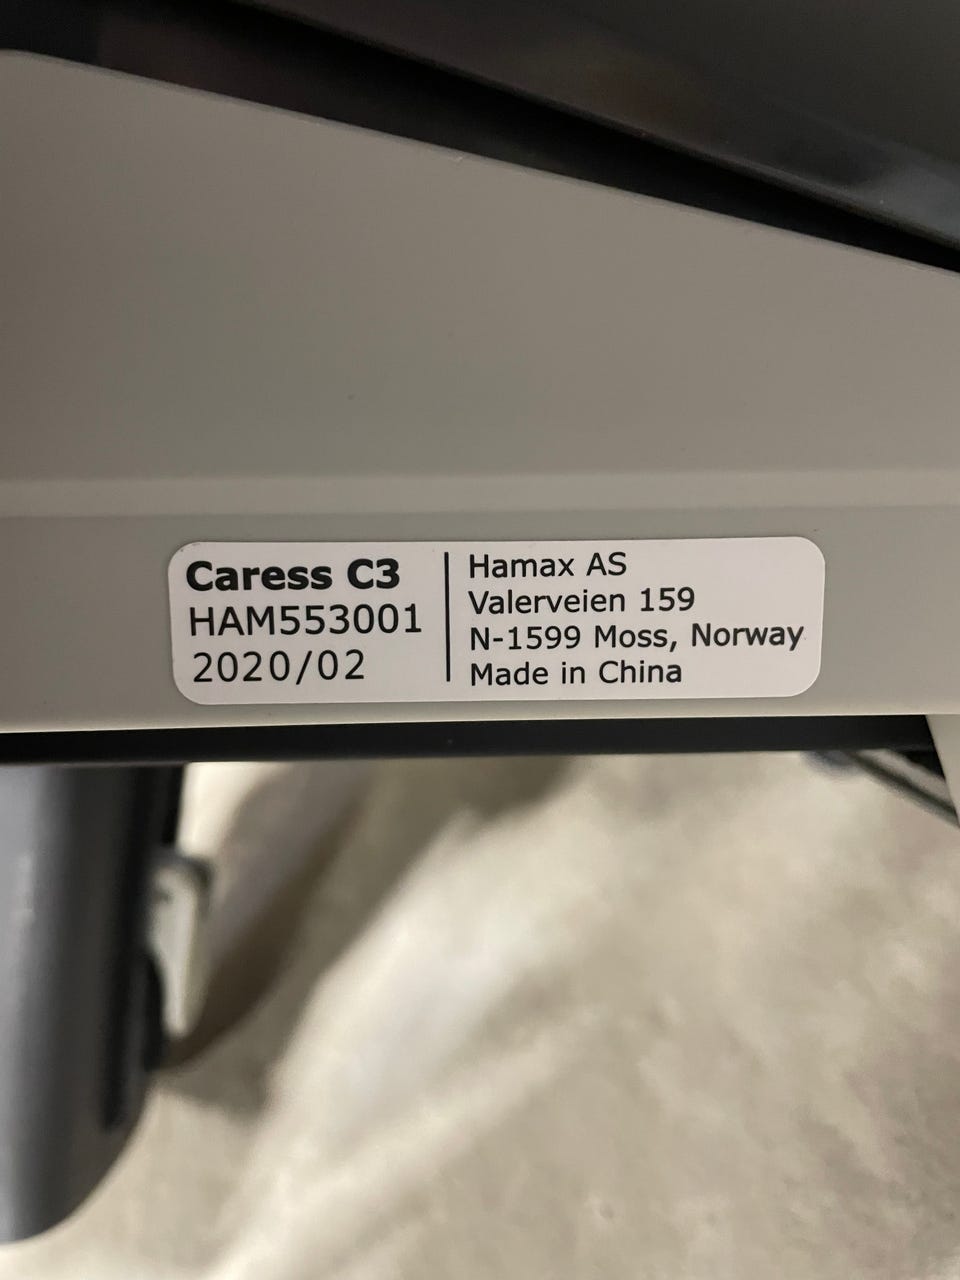 Caress C3
HAM553001
2020/02
Hamax AS
Valerveien 159
N-1599 Moss, Norway
Made in China